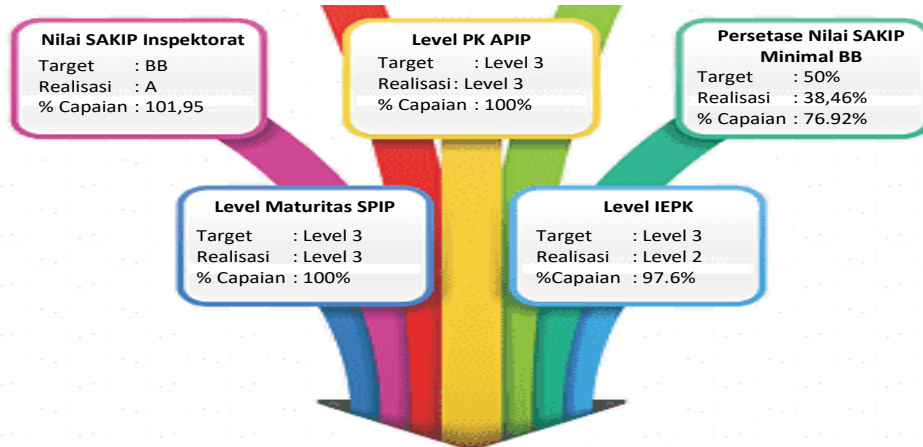 Nilai SAKIP Inspektorat
Target : BB
Realisasi : A
% Capaian : 101,95
Level PK APIP
Target : Level 3
Realisasi : Level 3
% Capaian : 100%
Persetase Nilai SAKIP
Minimal BB
Target : 50%
Realisasi : 38,46%
% Capaian : 76.92%
Level Maturitas SPIP
Target : Level 3
Realisasi : Level 3
% Capaian : 100%
Level IEPK
Target : Level 3
Realisasi : Level 2
%Capaian : 97.6%